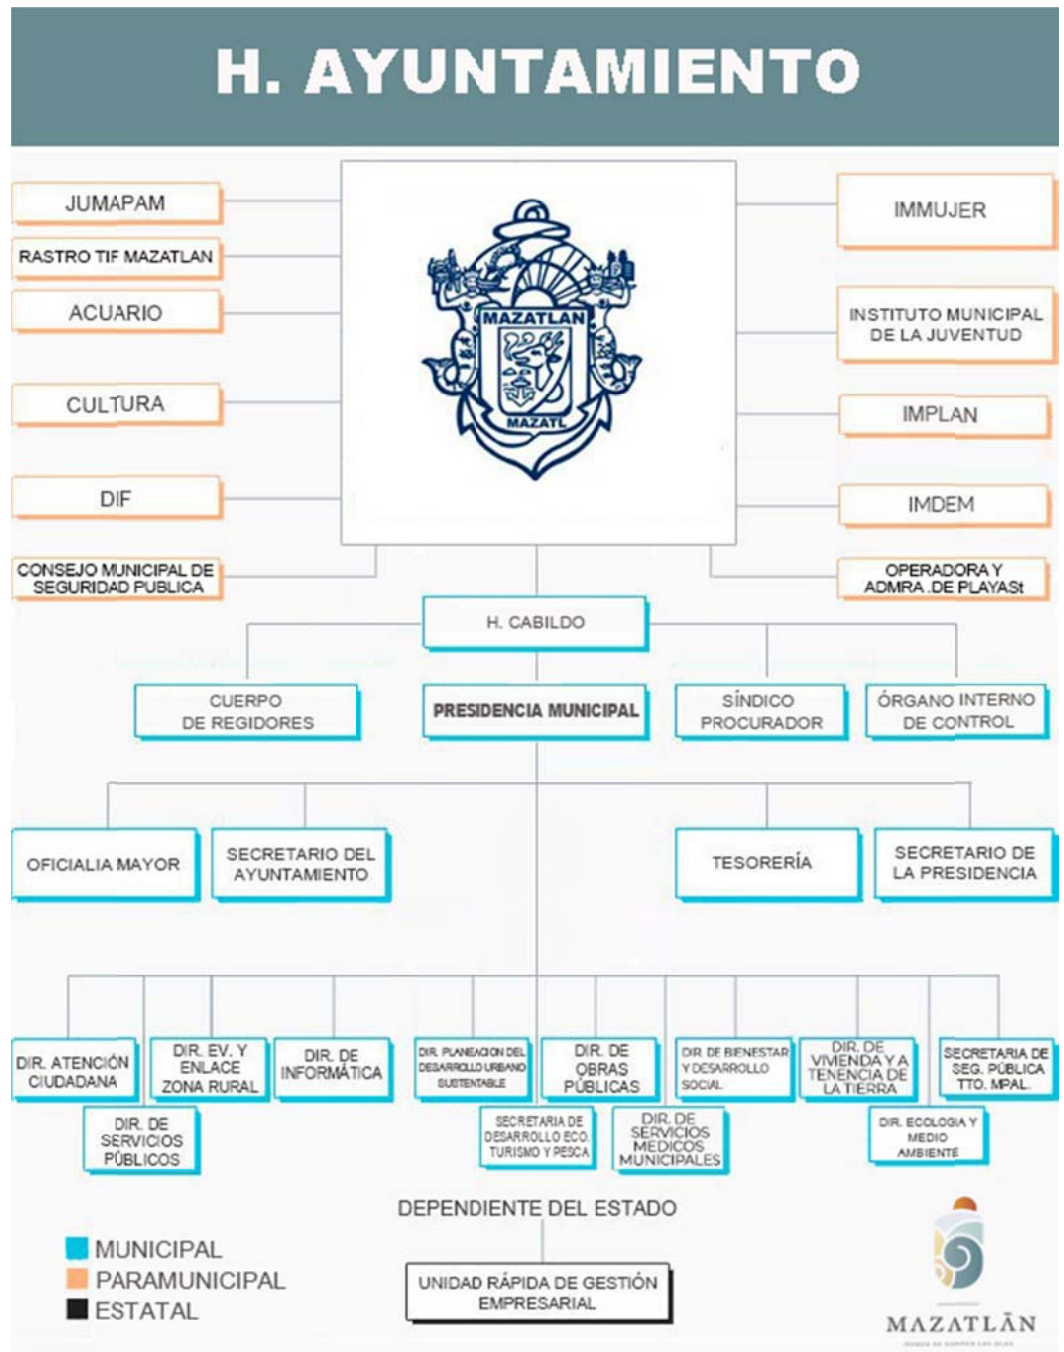 H. AYUNTAMIENTO
JUMAPAM
RASTRO TIF MAZATLAN
ACUARIO
CULTURA
DIF
CONSEJO MUNICIPAL DE
SEGURIDAD PUBLICA
MAZATLAN
MAZATL
IMMUJER
INSTITUTO MUNICIPAL
DE LA JUVENTUD
IMPLAN
IMDEM
OPERADORA Y
ADMRA .DE PLAYASt
H. CABILDO
CUERPO
DE REGIDORES
PRESIDENCIA MUNICIPAL
SÍNDICO
PROCURADOR
ÓRGANO INTERNO
DE CONTROL
OFICIALIA MAYOR
SECRETARIO DEL
AYUNTAMIENTO
TESORERÍA
SECRETARIO DE
LA PRESIDENCIA
DIR. ATENCIÓN
CIUDADANA
DIR. DE
SERVICIOS
PÚBLICOS
DIR. EV. Y
ENLACE
ZONA RURAL
DIR. DE
INFORMÁTICA
DIR. PLANEACION DEL
DESARROLLO URBANO
SUSTENTABLE
SECRETARIA DE
DESARROLLO ECO.
TURISMO Y PESCA
DIR. DE
OBRAS
PÚBLICAS
DIR. DE
SERVICIOS
MEDICOS
MUNICIPALES
DIR. DE BIENESTAR
Y DESARROLLO
SOCIAL
DIR. DE
VIVIENDA Y A
TENENCIA DE
LA TIERRA
DIR. ECOLOGIA Y
MEDIO
AMBIENTE
SECRETARIA DE
SEG. PÚBLICA
TTO. MPAL.
DEPENDIENTE DEL ESTADO
UNIDAD RÁPIDA DE GESTIÓN
EMPRESARIAL
MUNICIPAL
PARAMUNICIPAL
ESTATAL
MAZATLĀN